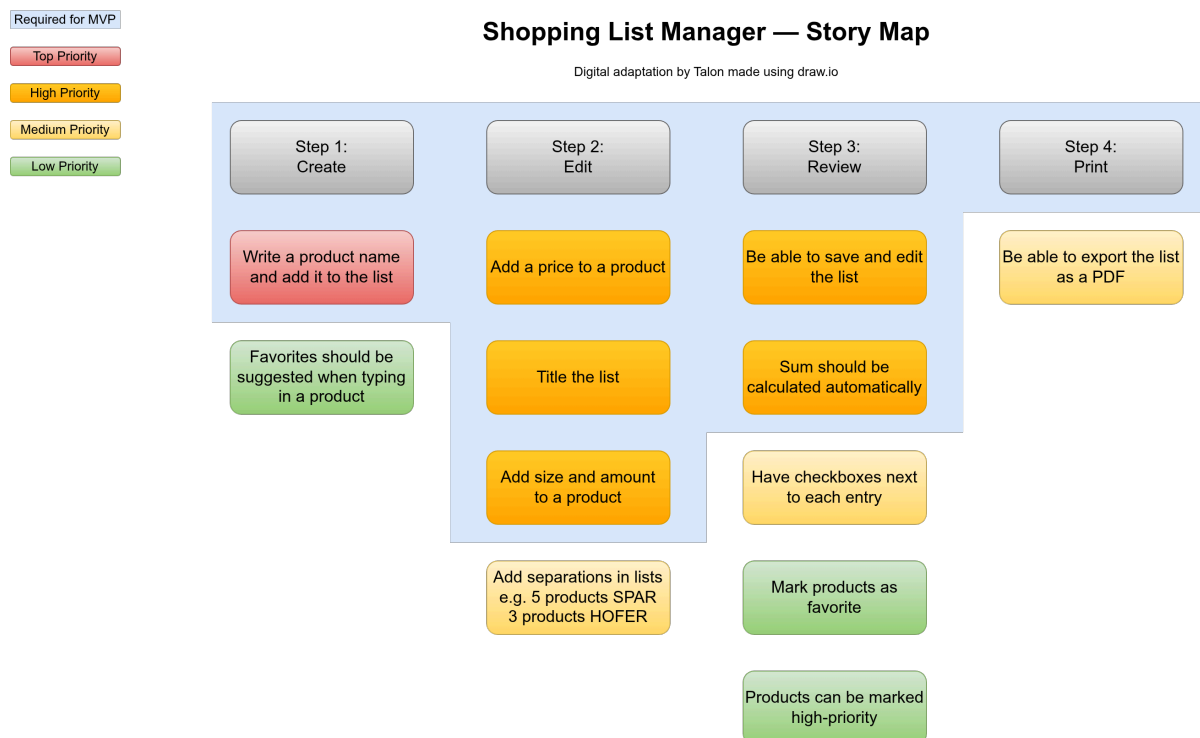 Required for MVP
Top Priority
High Priority
Medium Priority
Low Priority
Shopping List Manager — Story Map
Digital adaptation by Talon made using draw.io
Step 1:
Create
Step 2:
Edit
Step 3:
Review
Step 4:
Print
Write a product name
and add it to the list
Add a price to a product
Be able to save and edit
the list
Be able to export the list
as a PDF
Favorites should be
suggested when typing
in a product
Title the list
Sum should be
calculated automatically
Add size and amount
to a product
Have checkboxes next
to each entry
Add separations in lists
e.g. 5 products SPAR
3 products HOFER
Mark products as
favorite
Products can be marked
high-priority